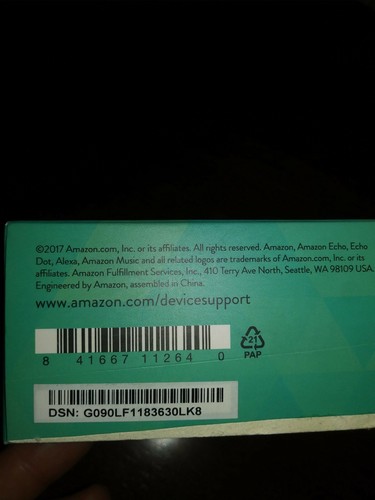 ©2017 Amazon.com, Inc. or its affiliates. All rights reserved. Amazon, Amazon Echo, Echo
Dot, Alexa, Amazon Music and all related logos are trademarks of Amazon.com, Inc. or its
affiliates. Amazon Fulfillment Services, Inc., 410 Terry Ave North, Seattle, WA 98109 USA.
Engineered by Amazon, assembled in China.
www.amazon.com/devicesupport
8 41667 11264 0
21
PAP
DSN: G090LF1183630LK8